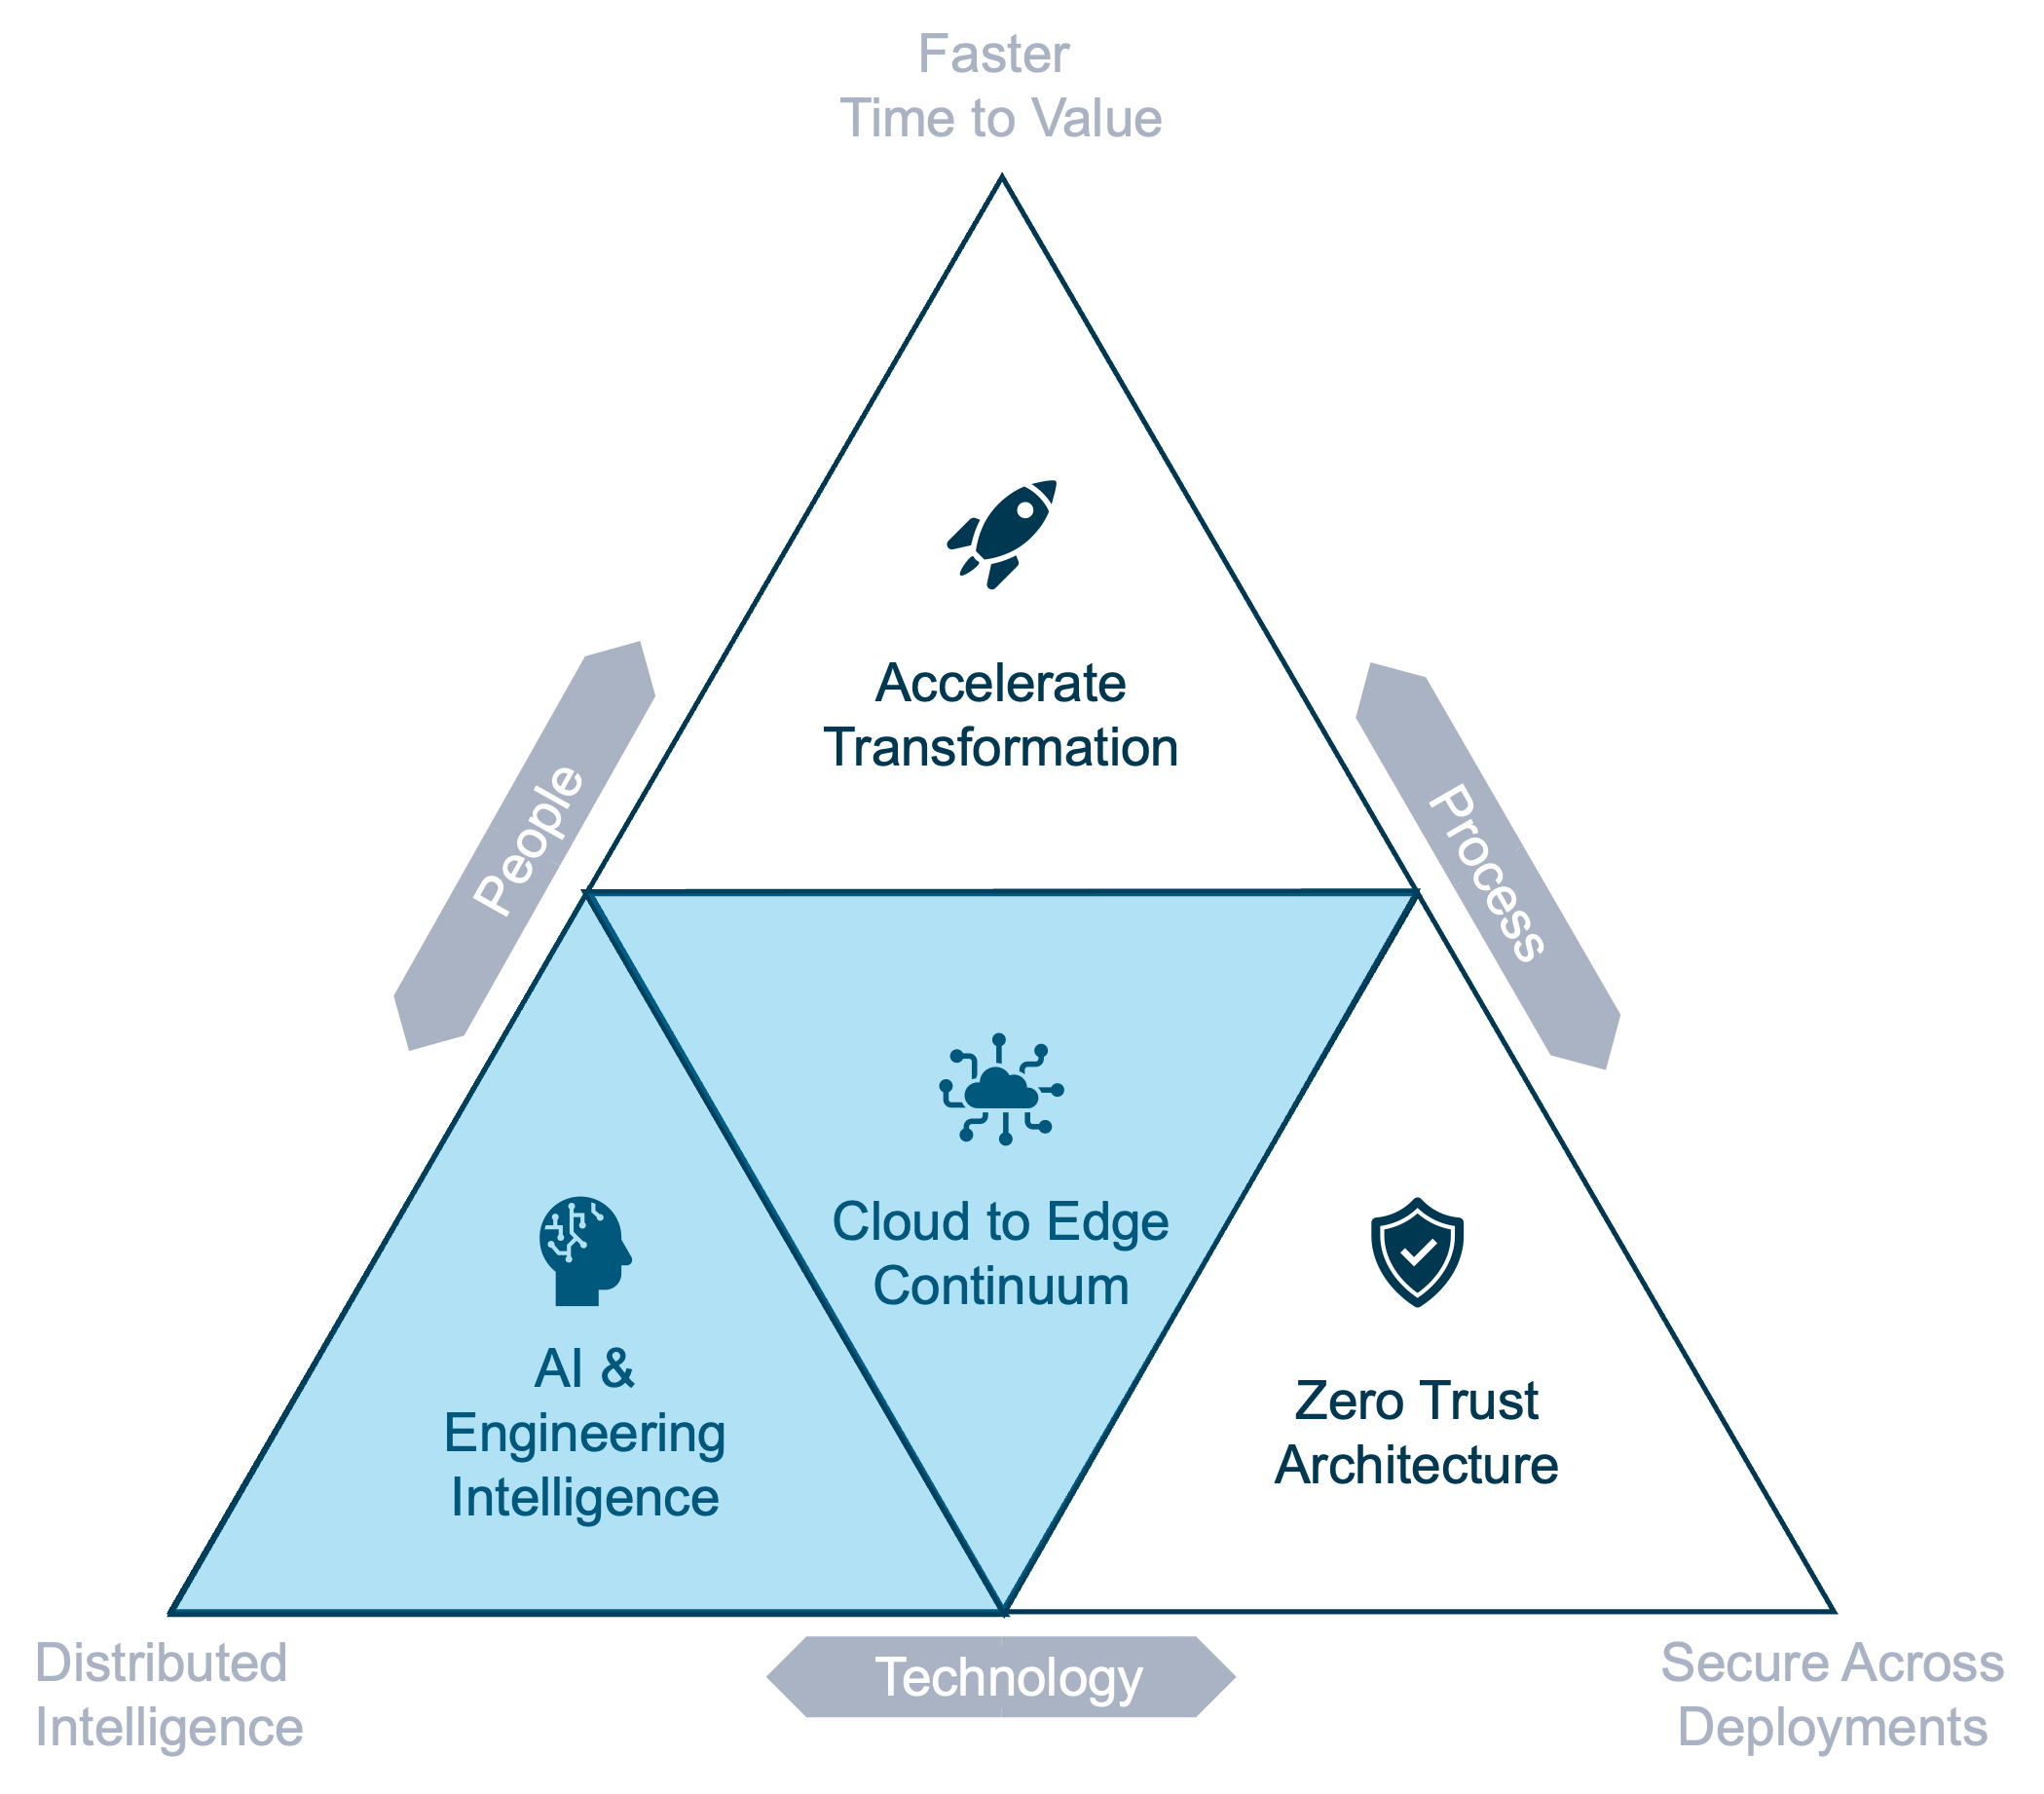 Faster
Time to Value
Accelerate
Transformation
People
Process
Cloud to Edge
Continuum
AI &
Engineering
Intelligence
Zero Trust
Architecture
Distributed
Intelligence
Technology
Secure Across
Deployments